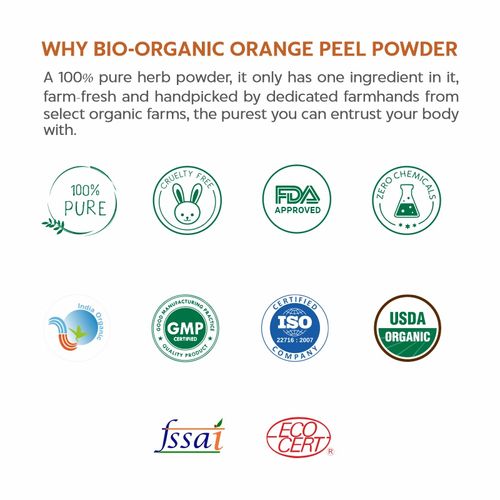 WHY BIO-ORGANIC ORANGE PEEL POWDER
A 100% pure herb powder, it only has one ingredient in it,
farm-fresh and handpicked by dedicated farmhands from
select organic farms, the purest you can entrust your body
with.
100%
PURE
CRUELTY FREE
FDA
APPROVED
ZERO CHEMICALS
India Organic
GOOD MANUFACTURING PRACTICE
GMP
CERTIFIED
QUALITY PRODUCT
CERTIFIED
ISO
22716 : 2007
COMPANY
USDA
ORGANIC
fssai
ECO
CERT
R